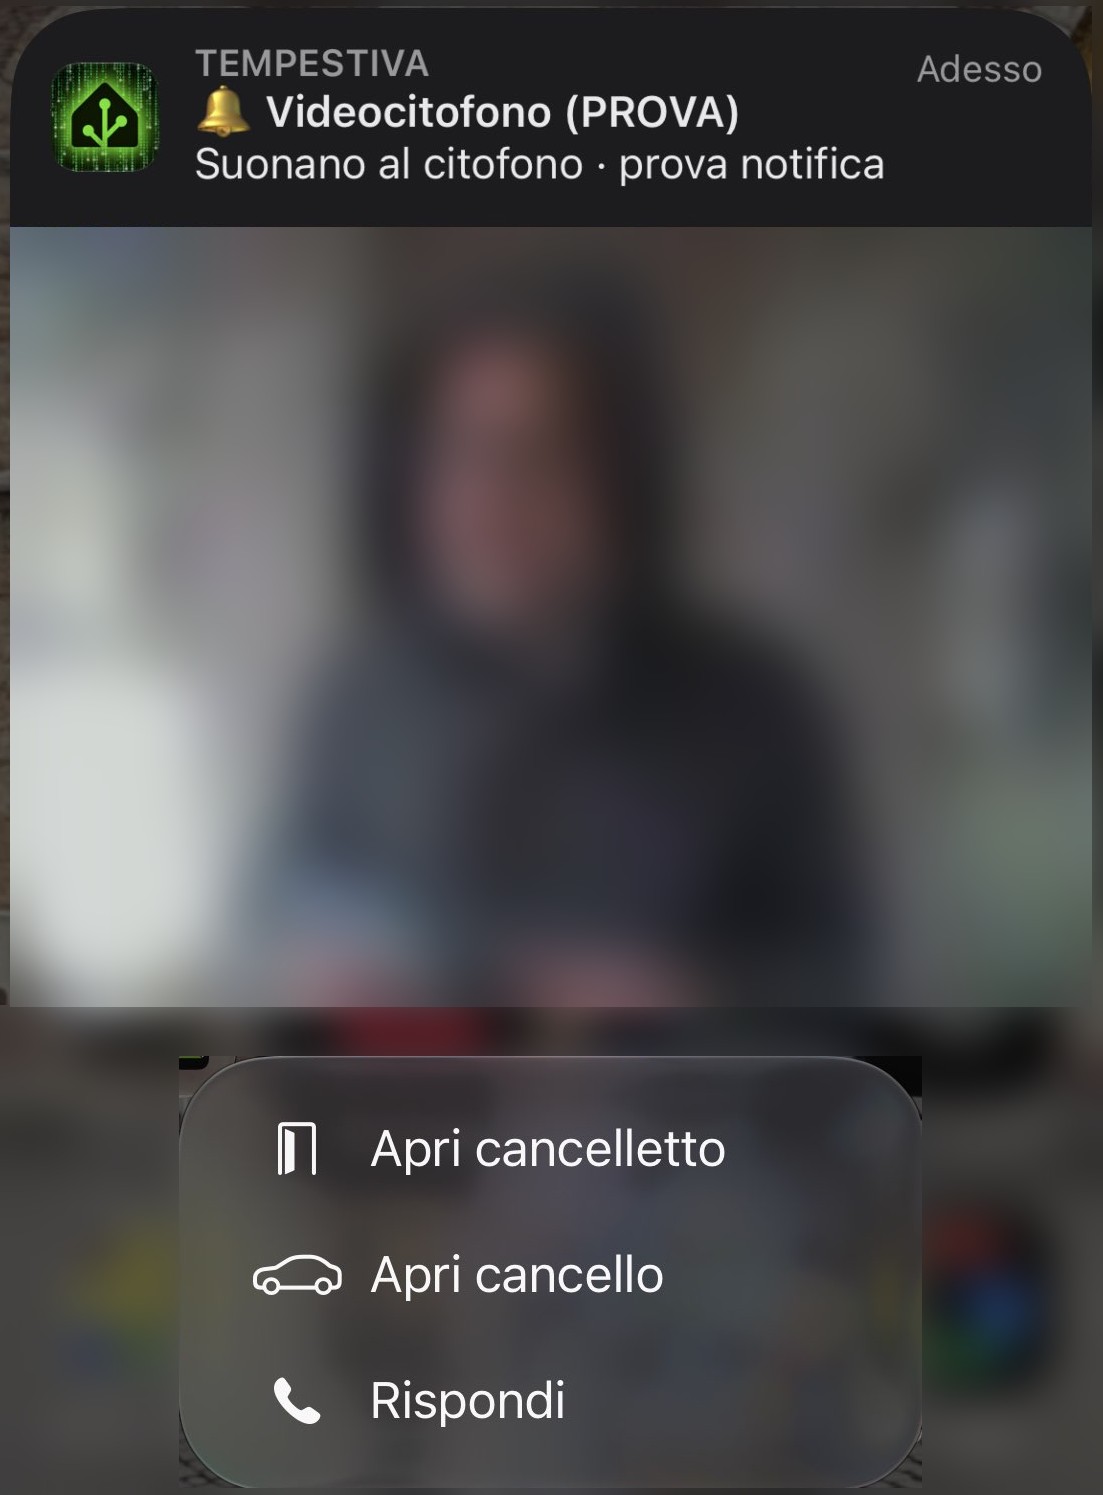 TEMPESTIVA
Adesso
🔔 Videocitofono (PROVA)
Suonano al citofono · prova notifica
Apri cancelletto
Apri cancello
Rispondi